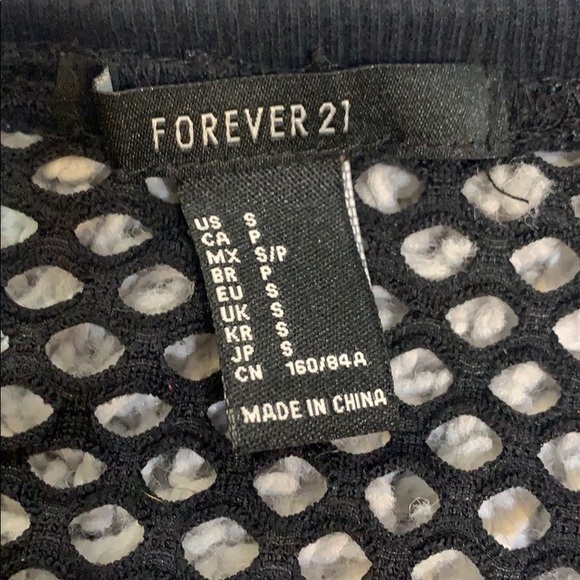 FOREVER 21
US S
CA P
MX S/P
BR P
EU S
UK S
KR S
JP S
CN 160/84A
MADE IN CHINA